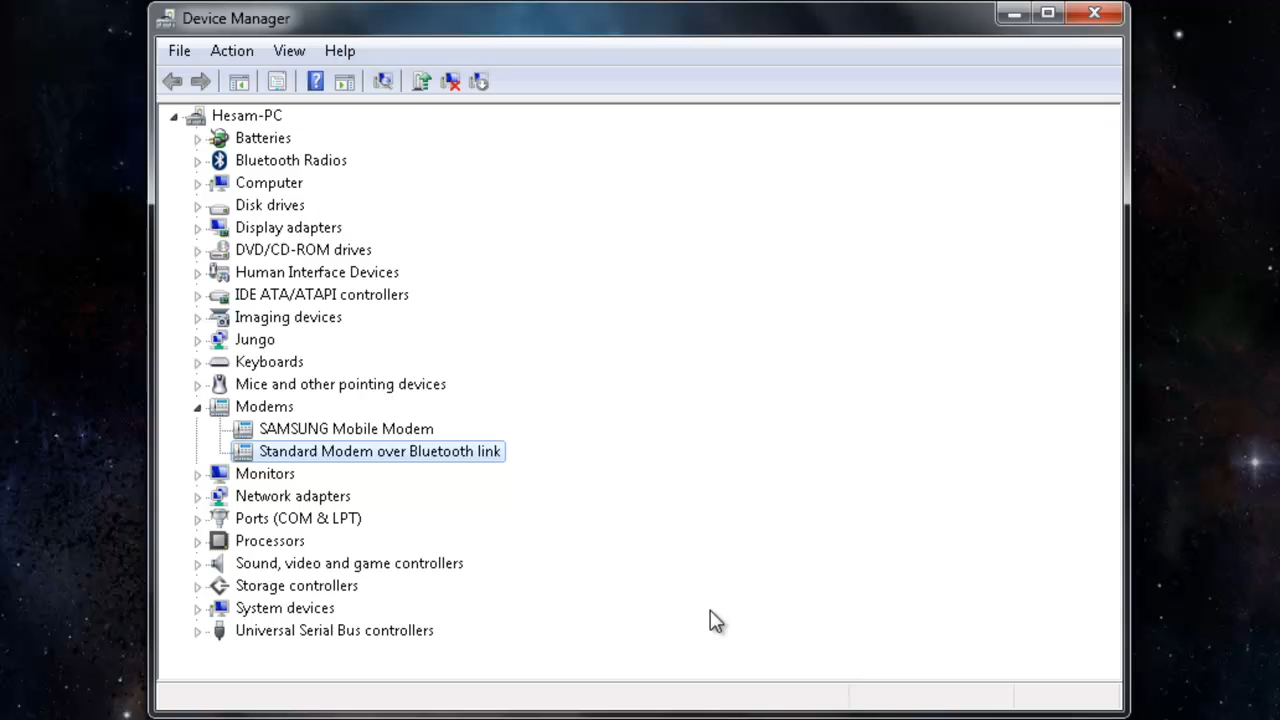 Device Manager
File Action View Help
Hesam-PC
Batteries
Bluetooth Radios
Computer
Disk drives
Display adapters
DVD/CD-ROM drives
Human Interface Devices
IDE ATA/ATAPI controllers
Imaging devices
Jungo
Keyboards
Mice and other pointing devices
Modems
SAMSUNG Mobile Modem
Standard Modem over Bluetooth link
Monitors
Network adapters
Ports (COM & LPT)
Processors
Sound, video and game controllers
Storage controllers
System devices
Universal Serial Bus controllers